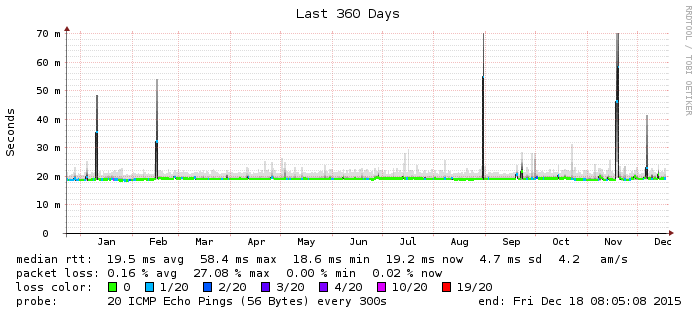 Last 360 Days
RRDTOOL / TOBI OETIKER
Seconds
70 m
60 m
50 m
40 m
30 m
20 m
10 m
0
Jan Feb Mar Apr May Jun Jul Aug Sep Oct Nov Dec
median rtt: 19.5 ms avg 58.4 ms max 18.6 ms min 19.2 ms now 4.7 ms sd 4.2 am/s
packet loss: 0.16 % avg 27.08 % max 0.00 % min 0.02 % now
loss color: 0 1/20 2/20 3/20 4/20 10/20 19/20
probe: 20 ICMP Echo Pings (56 Bytes) every 300s end: Fri Dec 18 08:05:08 2015